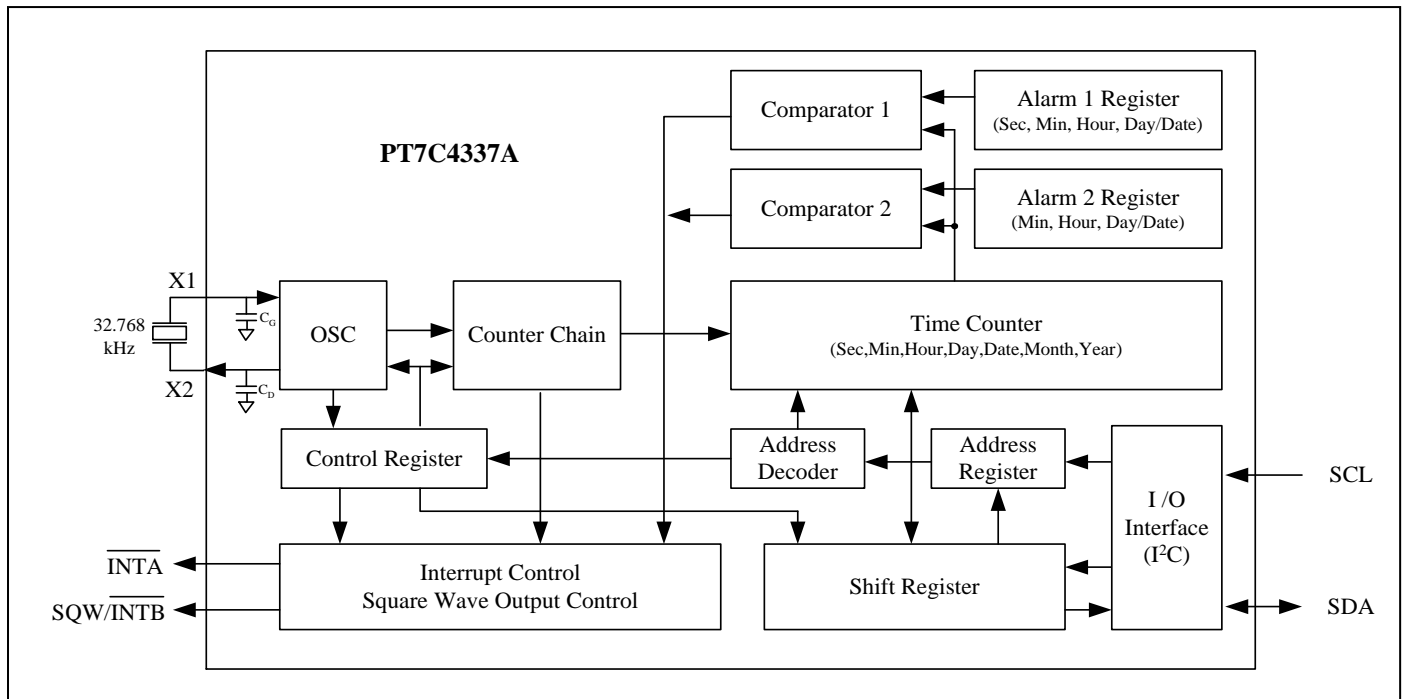 Comparator 1
Alarm 1 Register
(Sec, Min, Hour, Day/Date)
PT7C4337A
Comparator 2
Alarm 2 Register
(Min, Hour, Day/Date)
X1
32.768
kHz
X2
CG
CD
OSC
Counter Chain
Time Counter
(Sec,Min,Hour,Day,Date,Month,Year)
Control Register
Address
Decoder
Address
Register
I /O
Interface
(I²C)
SCL
SDA
INTA
SQW/INTB
Interrupt Control
Square Wave Output Control
Shift Register